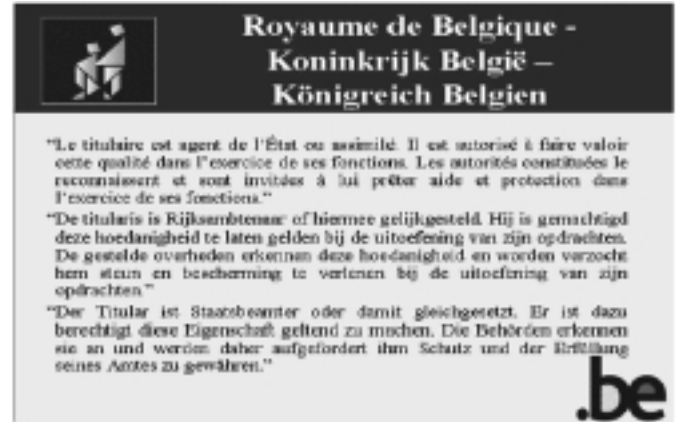 Royaume de Belgique -
Koninkrijk België –
Königreich Belgien
“Le titulaire est agent de l’État ou assimilé. Il est autorisé à faire valoir
cette qualité dans l’exercice de ses fonctions. Les autorités constituées le
reconnaissent et sont invitées à lui prêter aide et protection dans
l’exercice de ses fonctions.“
“De titularis is Rijksambtenaar of hiermee gelijkgesteld. Hij is gemachtigd
deze hoedanigheid te laten gelden bij de uitoefening van zijn opdrachten.
De gestelde overheden erkennen deze hoedanigheid en worden verzocht
hem steun en bescherming te verlenen bij de uitoefening van zijn
opdrachten.”
“Der Titular ist Staatsbeamter oder damit gleichgesetzt. Er ist dazu
berechtigt diese Eigenschaft geltend zu machen. Die Behörden erkennen
sie an und werden daher aufgefordert ihm Schutz und der Erfüllung
seines Amtes zu gewähren.”
.be